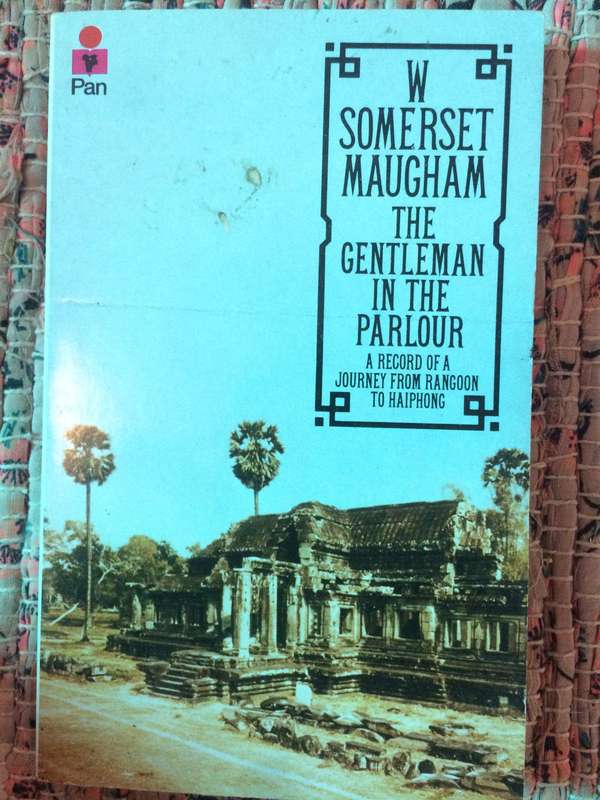 Pan
W
SOMERSET
MAUGHAM
THE
GENTLEMAN
IN THE
PARLOUR
A RECORD OF A
JOURNEY FROM RANGOON
TO HAIPHONG